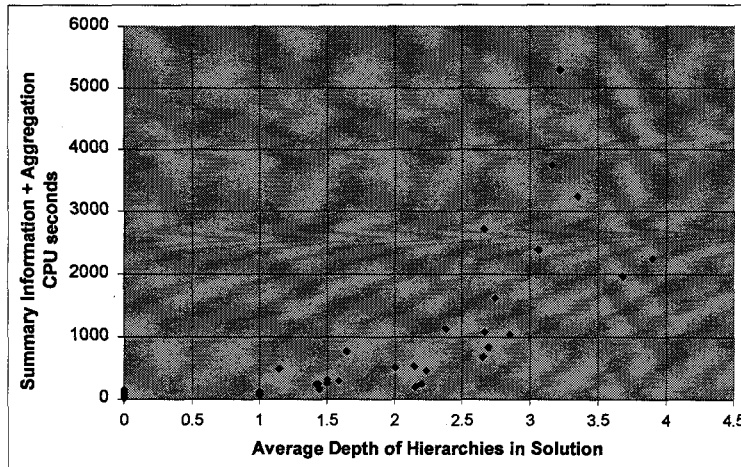 6000
5000
4000
3000
2000
1000
0
Summary Information + Aggregation
CPU seconds
0 0.5 1 1.5 2 2.5 3 3.5 4 4.5
Average Depth of Hierarchies in Solution